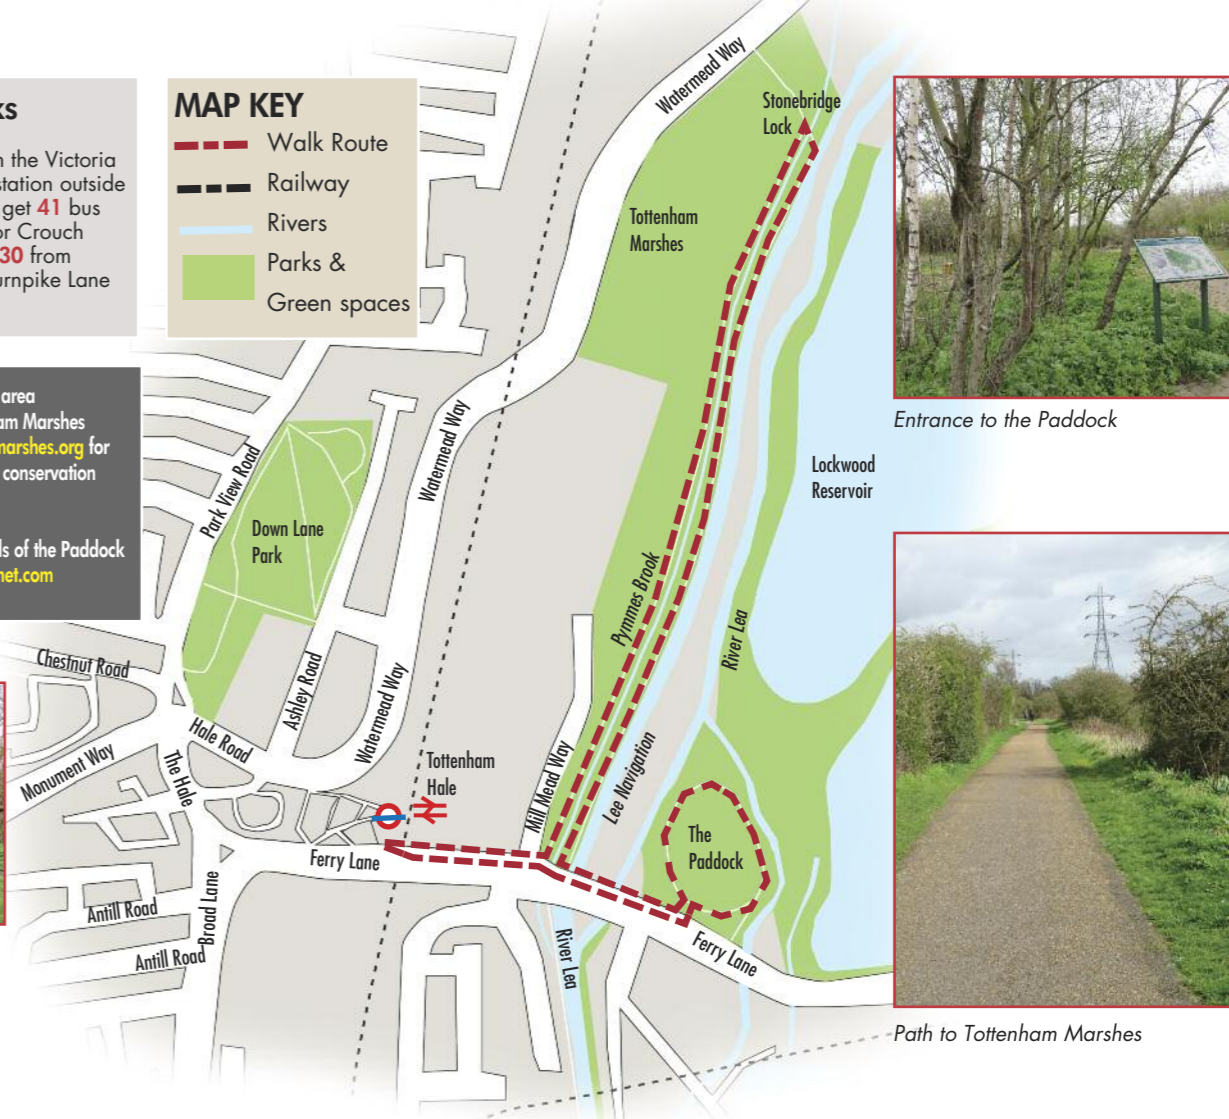 ks
n the Victoria
station outside
get 41 bus
or Crouch
30 from
urnpike Lane
MAP KEY
Walk Route
Railway
Rivers
Parks &
Green spaces
area
am Marshes
marshes.org for
conservation
ds of the Paddock
net.com
Watermead Way
Stonebridge
Lock
Tottenham
Marshes
Entrance to the Paddock
Lockwood
Reservoir
Watermead Way
Park View Road
Down Lane
Park
Pymmes Brook
River Lea
Chestnut Road
Ashley Road
Watermead Way
Hale Road
Monument Way
The Hale
Tottenham
Hale
Mill Mead Way
Lee Navigation
The
Paddock
Ferry Lane
Antill Road
Broad Lane
Antill Road
River Lea
Ferry Lane
Path to Tottenham Marshes